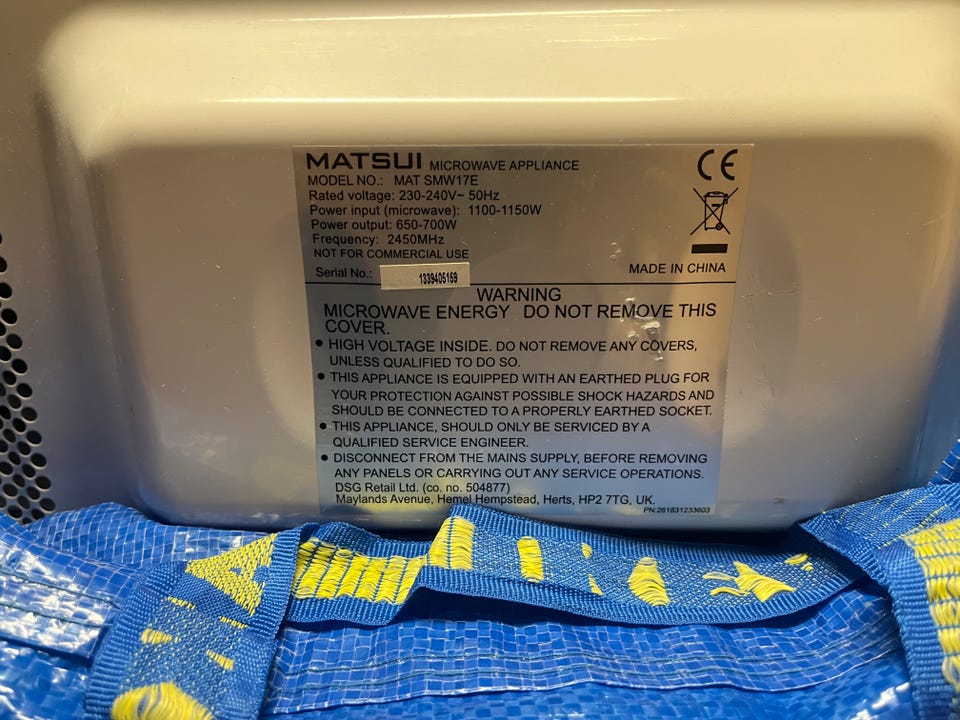 MATSUI MICROWAVE APPLIANCE
MODEL NO.: MAT SMW17E
Rated voltage: 230-240V~ 50Hz
Power input (microwave): 1100-1150W
Power output: 650-700W
Frequency: 2450MHz
NOT FOR COMMERCIAL USE
Serial No.: 1339405169
CE
MADE IN CHINA
WARNING
MICROWAVE ENERGY DO NOT REMOVE THIS
COVER.
• HIGH VOLTAGE INSIDE. DO NOT REMOVE ANY COVERS,
UNLESS QUALIFIED TO DO SO.
• THIS APPLIANCE IS EQUIPPED WITH AN EARTHED PLUG FOR
YOUR PROTECTION AGAINST POSSIBLE SHOCK HAZARDS AND
SHOULD BE CONNECTED TO A PROPERLY EARTHED SOCKET.
• THIS APPLIANCE, SHOULD ONLY BE SERVICED BY A
QUALIFIED SERVICE ENGINEER.
• DISCONNECT FROM THE MAINS SUPPLY, BEFORE REMOVING
ANY PANELS OR CARRYING OUT ANY SERVICE OPERATIONS.
DSG Retail Ltd. (co. no. 504877)
Maylands Avenue, Hemel Hempstead, Herts, HP2 7TG, UK.
PN:261831233603